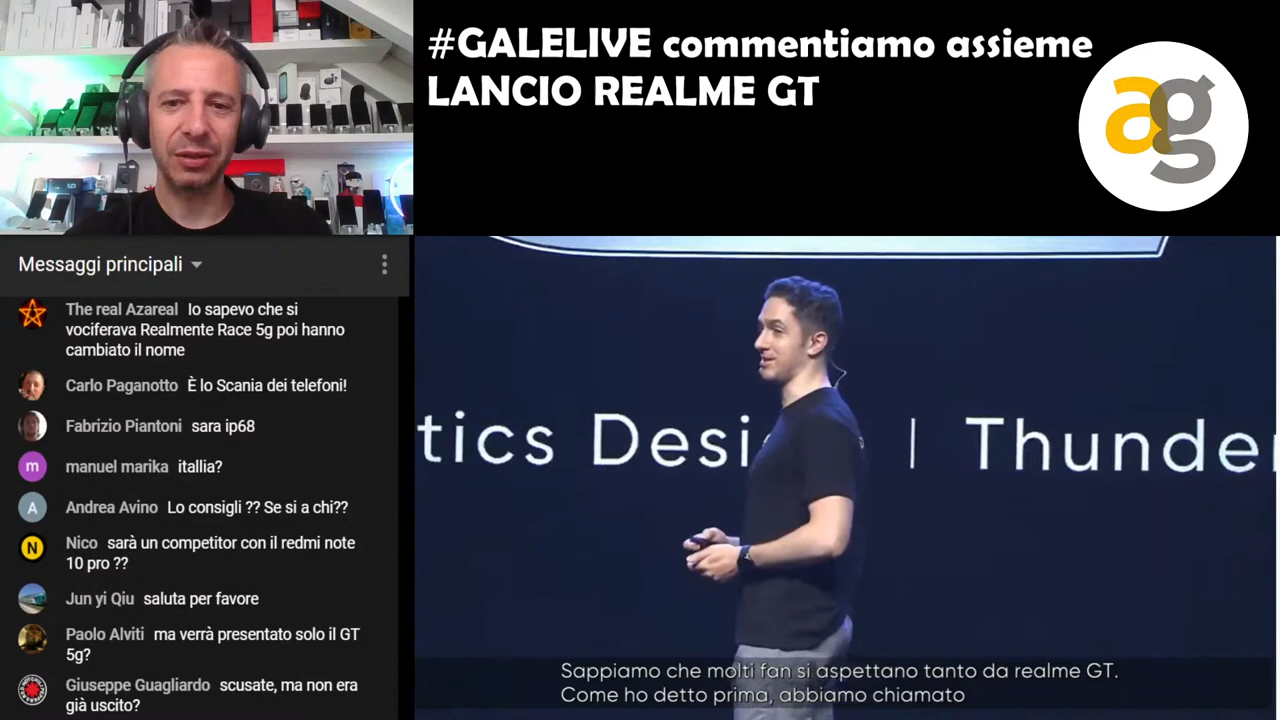 #GALELIVE commentiamo assieme
LANCIO REALME GT
ag
Messaggi principali
The real Azareal Io sapevo che si
vociferava Realmente Race 5g poi hanno
cambiato il nome
Carlo Paganotto È lo Scania dei telefoni!
Fabrizio Piantoni sara ip68
m
manuel marika itallia?
A
Andrea Avino Lo consigli ?? Se si a chi??
N
Nico sarà un competitor con il redmi note
10 pro ??
Jun yi Qiu saluta per favore
Paolo Alviti ma verrà presentato solo il GT
5g?
Giuseppe Guagliardo scusate, ma non era
già uscito?
tics Desi | Thunder
Sappiamo che molti fan si aspettano tanto da realme GT.
Come ho detto prima, abbiamo chiamato